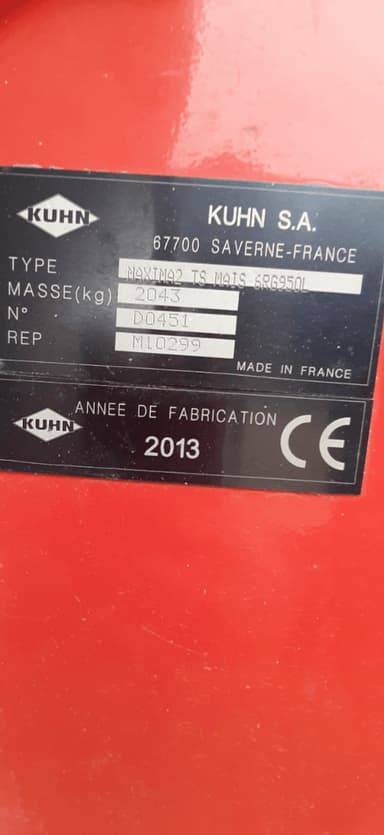 KUHN
KUHN S.A.
67700 SAVERNE-FRANCE
TYPE MAXIMA2 TS MAIS 6RG950L
MASSE(kg) 2043
N° D0451
REP M10299
MADE IN FRANCE
KUHN
ANNEE DE FABRICATION
2013
CE